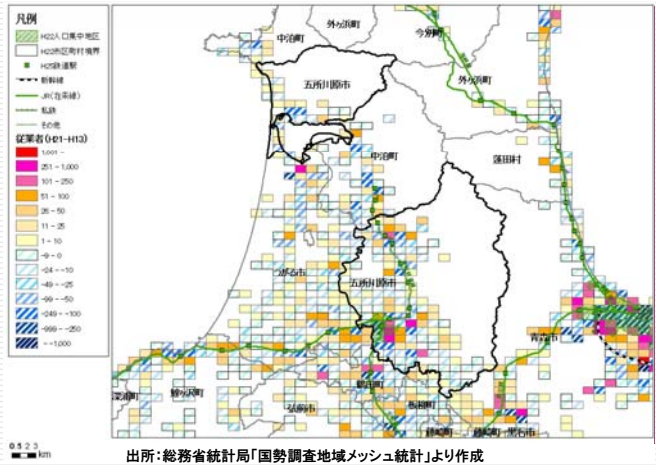 凡例
H22人口集中地区
H22市区町村境界
H25鉄道駅
新幹線
JR(在来線)
私鉄
その他
従業者(H21-H13)
1,001 -
251 - 1,000
101 - 250
51 - 100
26 - 50
11 - 25
1 - 10
-9 - 0
-24 - -10
-49 - -25
-99 - -50
-249 - -100
-999 - -250
- -1,000
外ヶ浜町
中泊町
今別町
五所川原市
外ヶ浜町
中泊町
蓬田村
つがる市
五所川原市
青森市
深浦町
鰺ヶ沢町
鶴田町
弘前市
板柳町
藤崎町
藤崎町
黒石市
0 .5 1 2 3
km
出所：総務省統計局「国勢調査地域メッシュ統計」より作成